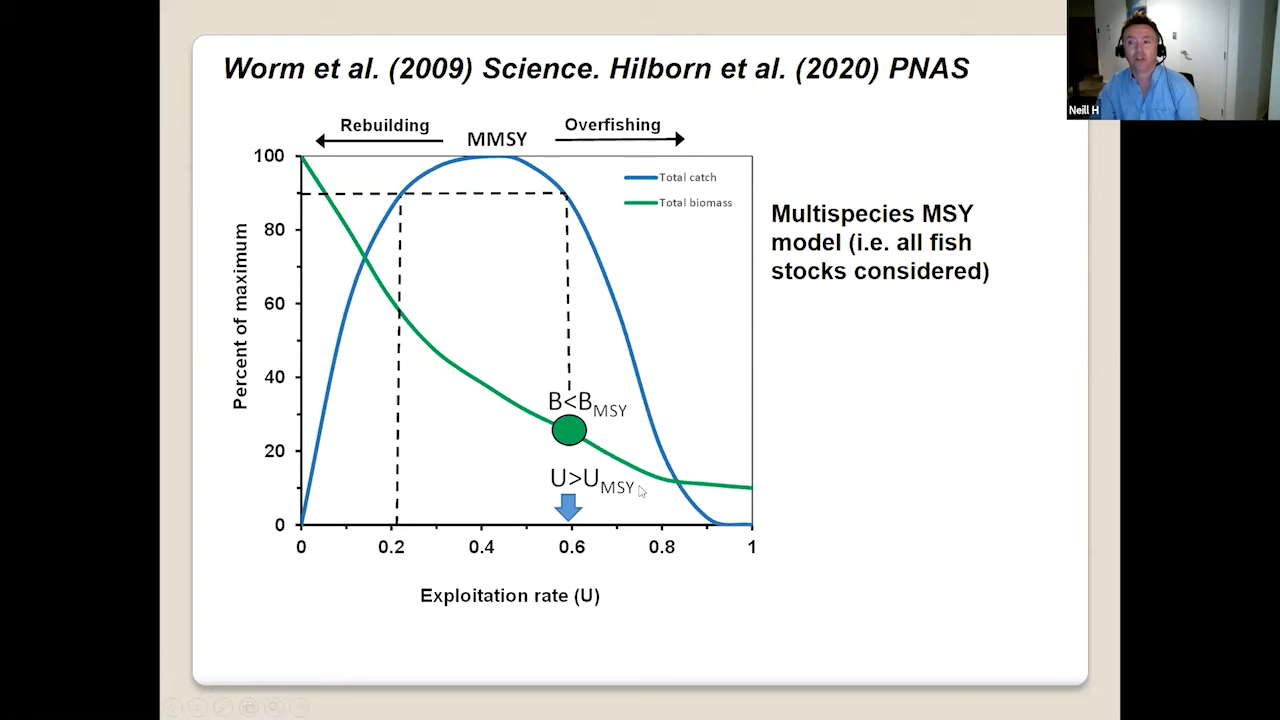 Worm et al. (2009) Science. Hilborn et al. (2020) PNAS
Neill H
Rebuilding
MMSY
Overfishing
Total catch
Total biomass
Multispecies MSY
model (i.e. all fish
stocks considered)
Percent of maximum
100
80
60
40
20
0
B<BMSY
U>UMSY
0
0.2
0.4
0.6
0.8
1
Exploitation rate (U)